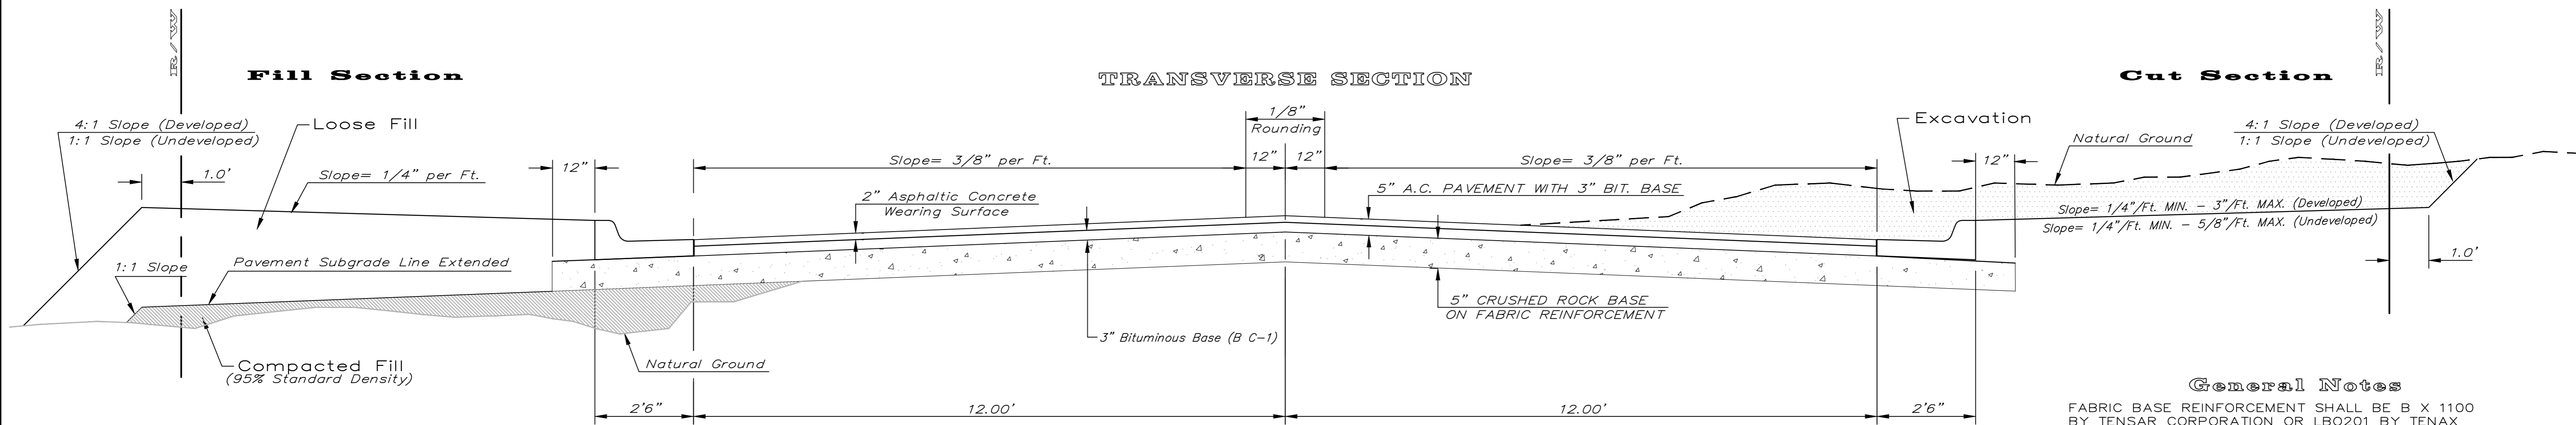 R/W
R/W
Fill Section
TRANSVERSE SECTION
Cut Section
4:1 Slope (Developed)
1:1 Slope (Undeveloped)
Loose Fill
1/8"
Rounding
Excavation
Natural Ground
4:1 Slope (Developed)
1:1 Slope (Undeveloped)
1.0'
Slope= 1/4" per Ft.
12"
Slope= 3/8" per Ft.
12"
12"
Slope= 3/8" per Ft.
12"
2" Asphaltic Concrete
Wearing Surface
5" A.C. PAVEMENT WITH 3" BIT. BASE
Slope= 1/4"/Ft. MIN. - 3"/Ft. MAX. (Developed)
Slope= 1/4"/Ft. MIN. - 5/8"/Ft. MAX. (Undeveloped)
1:1 Slope
Pavement Subgrade Line Extended
1.0'
5" CRUSHED ROCK BASE
ON FABRIC REINFORCEMENT
3" Bituminous Base (B C-1)
Compacted Fill
(95% Standard Density)
Natural Ground
2'6"
12.00'
12.00'
2'6"
General Notes
FABRIC BASE REINFORCEMENT SHALL BE B X 1100
BY TENSAR CORPORATION OR LBO201 BY TENAX